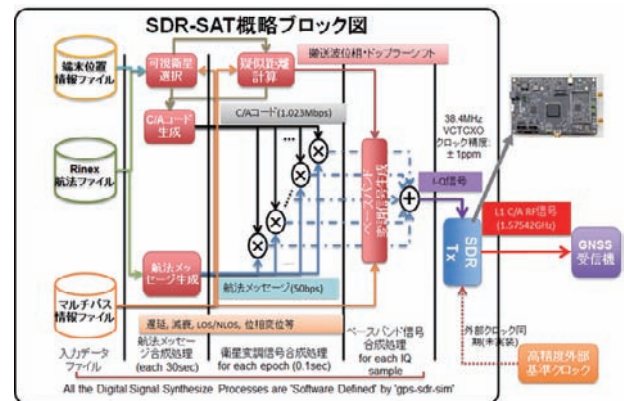 SDR-SAT概略ブロック図
端末位置
情報ファイル
可視衛星
選択
疑似距離
計算
搬送波位相・ドップラーシフト
C/Aコード
生成
C/Aコード(1.023Mbps)
Rinex
航法ファイル
ベースバンド
変調信号生成
38.4MHz
VCTCXO
クロック精度:
±1ppm
I-Q信号
SDR
Tx
L1 C/A RF信号
(1.57542GHz)
GNSS
受信機
航法メッ
セージ生成
航法メッセージ(50bps)
マルチパス
情報ファイル
遅延, 減衰, LOS/NLOS, 位相変位等
外部クロック同
期(未実装)
高精度外部
基準クロック
入力データ
ファイル
航法メッセー
ジ合成処理
(each 30sec)
衛星変調信号合成処理
for each epoch (0.1sec)
ベースバンド信号
合成処理
for each IQ
sample
All the Digital Signal Synthesize Processes are 'Software Defined' by 'gps-sdr-sim'